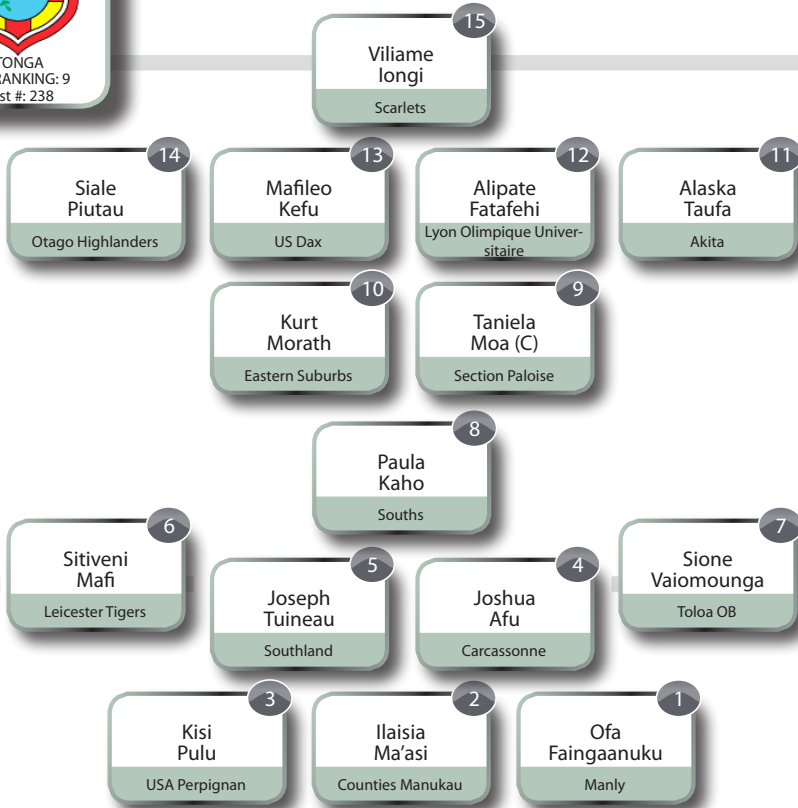 TONGA
RANKING: 9
st #: 238
15
Viliame
Iongi
Scarlets
14
Siale
Piutau
Otago Highlanders
13
Mafileo
Kefu
US Dax
12
Alipate
Fatafehi
Lyon Olimpique Univer-
sitaire
11
Alaska
Taufa
Akita
10
Kurt
Morath
Eastern Suburbs
9
Taniela
Moa (C)
Section Paloise
8
Paula
Kaho
Souths
6
Sitiveni
Mafi
Leicester Tigers
5
Joseph
Tuineau
Southland
4
Joshua
Afu
Carcassonne
7
Sione
Vaiomounga
Toloa OB
3
Kisi
Pulu
USA Perpignan
2
Ilaisia
Ma'asi
Counties Manukau
1
Ofa
Faingaanuku
Manly